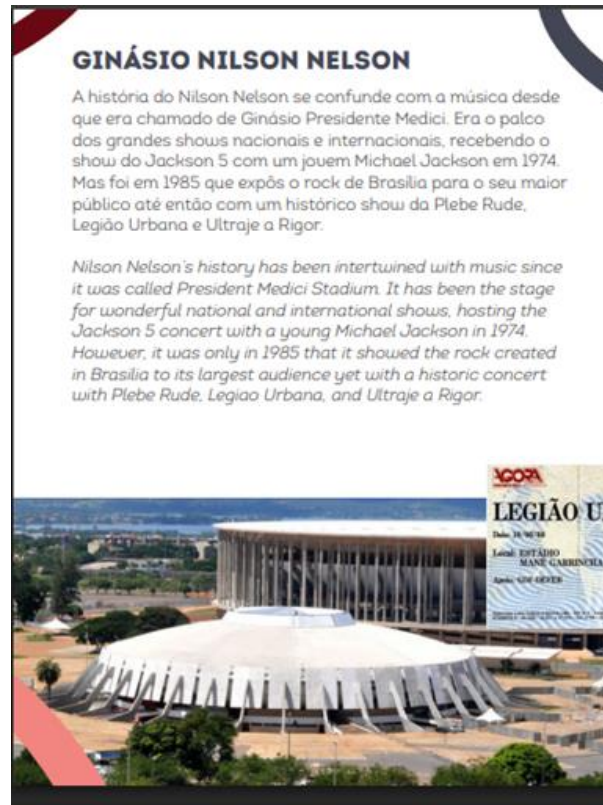 GINÁSIO NILSON NELSON
A história do Nilson Nelson se confunde com a música desde
que era chamado de Ginásio Presidente Medici. Era o palco
dos grandes shows nacionais e internacionais, recebendo o
show do Jackson 5 com um jovem Michael Jackson em 1974.
Mas foi em 1985 que expôs o rock de Brasília para o seu maior
público até então com um histórico show da Plebe Rude,
Legião Urbana e Ultraje a Rigor.
Nilson Nelson's history has been intertwined with music since
it was called President Medici Stadium. It has been the stage
for wonderful national and international shows, hosting the
Jackson 5 concert with a young Michael Jackson in 1974.
However, it was only in 1985 that it showed the rock created
in Brasilia to its largest audience yet with a historic concert
with Plebe Rude, Legiao Urbana, and Ultraje a Rigor.
AGORA
LEGIÃO U
Local: ESTÁDIO
MANÉ GARRINCHA